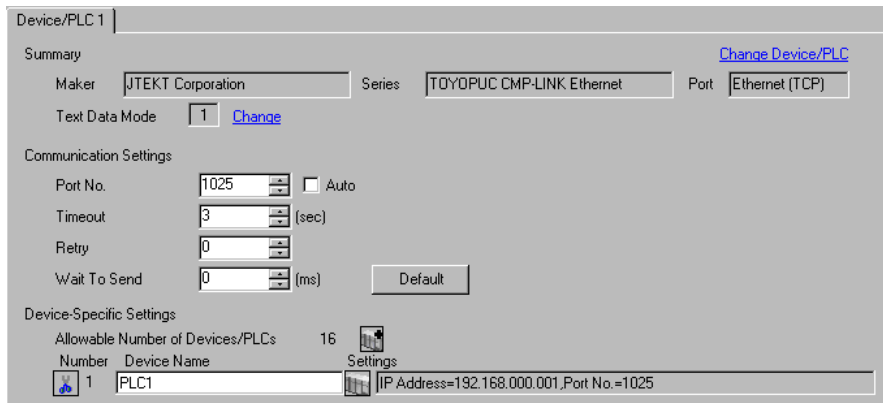 Device/PLC 1
Summary Change Device/PLC
Maker JTEKT Corporation Series TOYOPUC CMP-LINK Ethernet Port Ethernet (TCP)
Text Data Mode 1 Change
Communication Settings
Port No. 1025 Auto
Timeout 3 (sec)
Retry 0
Wait To Send 0 (ms) Default
Device-Specific Settings
Allowable Number of Devices/PLCs 16
Number Device Name Settings
1 PLC1 IP Address=192.168.000.001,Port No.=1025